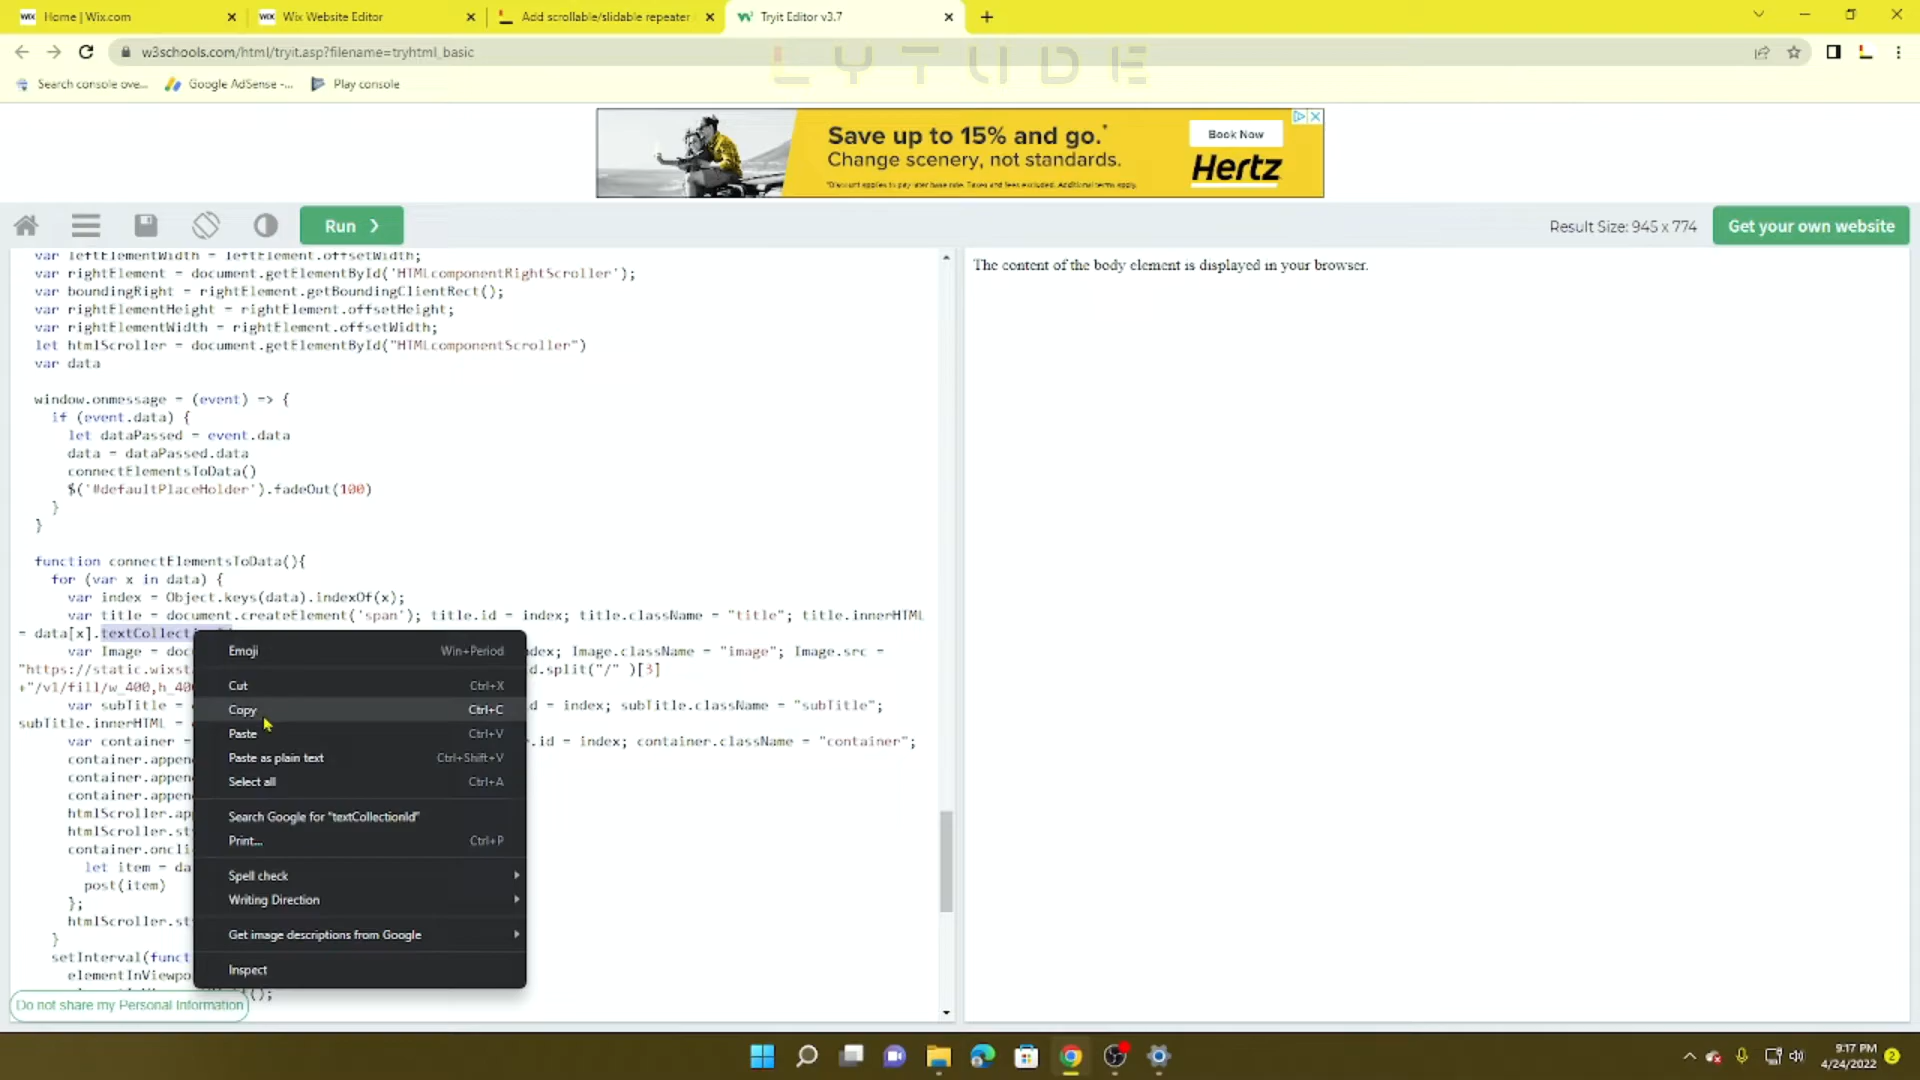 Home | Wix.com
Wix Website Editor
Add scrollable/slidable repeater
Tryit Editor v3.7
w3schools.com/html/tryit.asp?filename=tryhtml_basic
LYTUDE
Search console ove...
Google AdSense -...
Play console
Save up to 15% and go.*
Change scenery, not standards.
Book Now
Hertz
Run ❯
Result Size: 945 x 774
Get your own website
var leftElementWidth = leftElement.offsetWidth;
var rightElement = document.getElementById('HTMLcomponentRightScroller');
var boundingRight = rightElement.getBoundingClientRect();
var rightElementHeight = rightElement.offsetHeight;
var rightElementWidth = rightElement.offsetWidth;
let htmlScroller = document.getElementById("HTMLcomponentScroller")
var data
window.onmessage = (event) => {
if (event.data) {
let dataPassed = event.data
data = dataPassed.data
connectElementsToData()
$('#defaultPlaceHolder').fadeOut(100)
}
}
function connectElementsToData(){
for (var x in data) {
var index = Object.keys(data).indexOf(x);
var title = document.createElement('span'); title.id = index; title.className = "title"; title.innerHTML
= data[x].textCollecti
var Image = doc ndex; Image.className = "image"; Image.src =
"https://static.wixst d.split("/" )[3]
+"/v1/fill/w_400,h_40
var subTitle = d = index; subTitle.className = "subTitle";
subTitle.innerHTML =
var container = .id = index; container.className = "container";
container.appen
container.appen
container.appen
htmlScroller.ap
htmlScroller.st
container.oncli
let item = da
post(item)
};
htmlScroller.st
}
setInterval(funct
elementInViewpo
();
Do not share my Personal Information
Emoji Win+Period
Cut Ctrl+X
Copy Ctrl+C
Paste Ctrl+V
Paste as plain text Ctrl+Shift+V
Select all Ctrl+A
Search Google for "textCollectionId"
Print... Ctrl+P
Spell check
Writing Direction
Get image descriptions from Google
Inspect
The content of the body element is displayed in your browser.
9:17 PM
4/24/2022
2